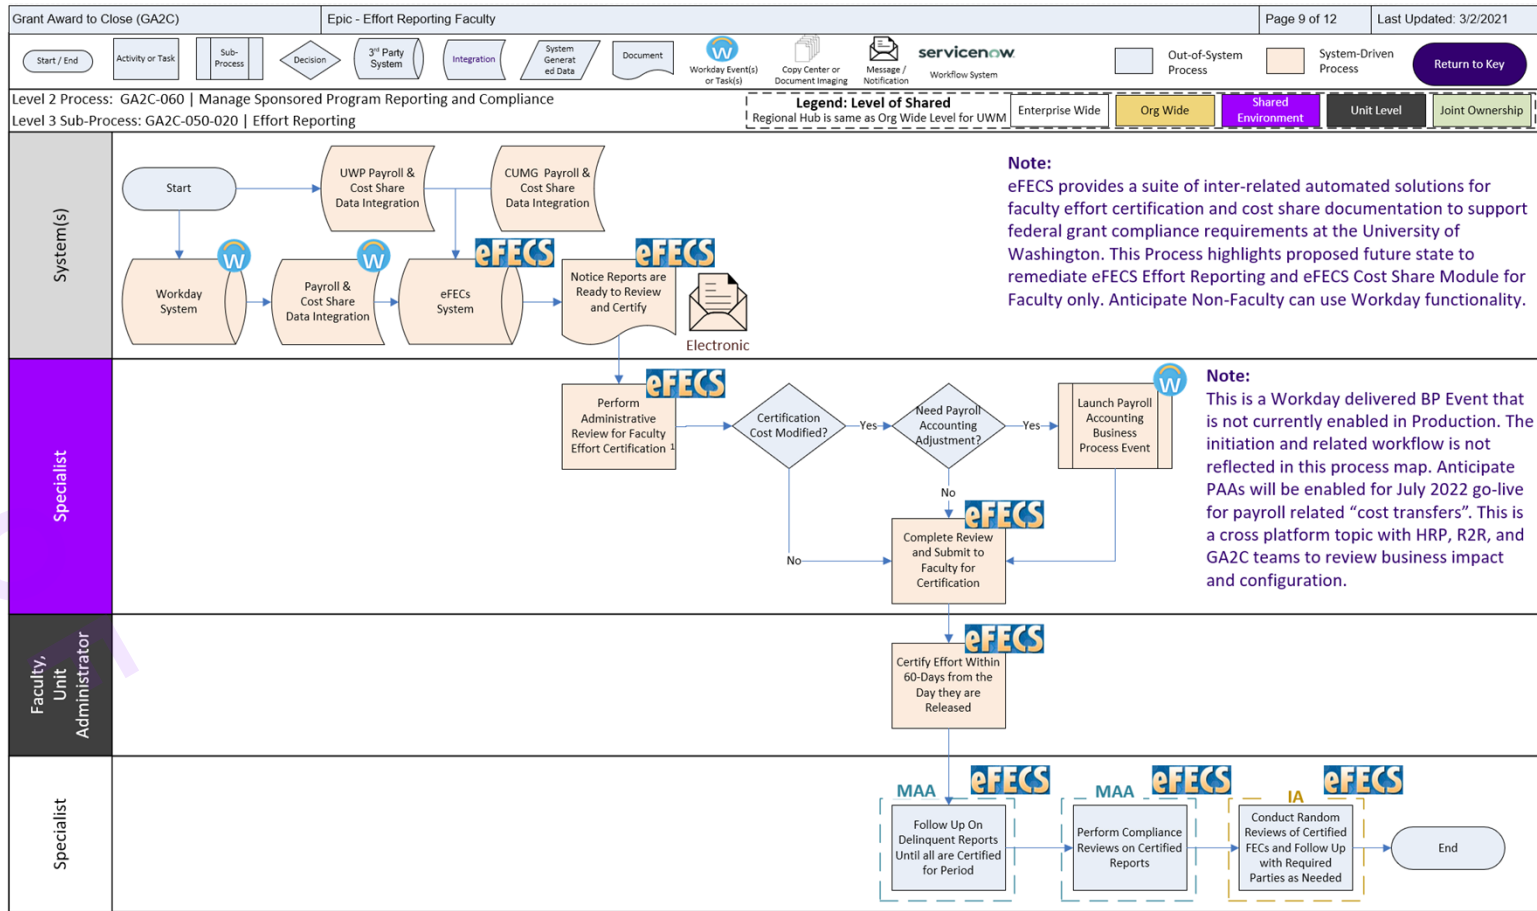 Grant Award to Close (GA2C)
Epic - Effort Reporting Faculty
Page 9 of 12
Last Updated: 3/2/2021
Start / End
Activity or Task
Sub-
Process
Decision
3rd Party
System
Integration
System
Generat
ed Data
Document
W
Workday Event(s)
or Task(s)
Copy Center or
Document Imaging
Message /
Notification
servicenow
Workflow System
Out-of-System
Process
System-Driven
Process
Return to Key
Level 2 Process: GA2C-060 | Manage Sponsored Program Reporting and Compliance
Level 3 Sub-Process: GA2C-050-020 | Effort Reporting
Legend: Level of Shared
Regional Hub is same as Org Wide Level for UWM
Enterprise Wide
Org Wide
Shared
Environment
Unit Level
Joint Ownership
System(s)
Start
UWP Payroll &
Cost Share
Data Integration
CUMG Payroll &
Cost Share
Data Integration
W
Workday
System
W
Payroll &
Cost Share
Data Integration
eFECS
eFECs
System
eFECS
Notice Reports are
Ready to Review
and Certify
Electronic
Note:
eFECS provides a suite of inter-related automated solutions for
faculty effort certification and cost share documentation to support
federal grant compliance requirements at the University of
Washington. This Process highlights proposed future state to
remediate eFECS Effort Reporting and eFECS Cost Share Module for
Faculty only. Anticipate Non-Faculty can use Workday functionality.
Specialist
eFECS
Perform
Administrative
Review for Faculty
Effort Certification 1
Certification
Cost Modified?
Yes
Need Payroll
Accounting
Adjustment?
Yes
W
Launch Payroll
Accounting
Business
Process Event
No
No
eFECS
Complete Review
and Submit to
Faculty for
Certification
Note:
This is a Workday delivered BP Event that
is not currently enabled in Production. The
initiation and related workflow is not
reflected in this process map. Anticipate
PAAs will be enabled for July 2022 go-live
for payroll related “cost transfers”. This is
a cross platform topic with HRP, R2R, and
GA2C teams to review business impact
and configuration.
Faculty,
Unit
Administrator
eFECS
Certify Effort Within
60-Days from the
Day they are
Released
Specialist
MAA
eFECS
Follow Up On
Delinquent Reports
Until all are Certified
for Period
MAA
eFECS
Perform Compliance
Reviews on Certified
Reports
IA
eFECS
Conduct Random
Reviews of Certified
FECs and Follow Up
with Required
Parties as Needed
End